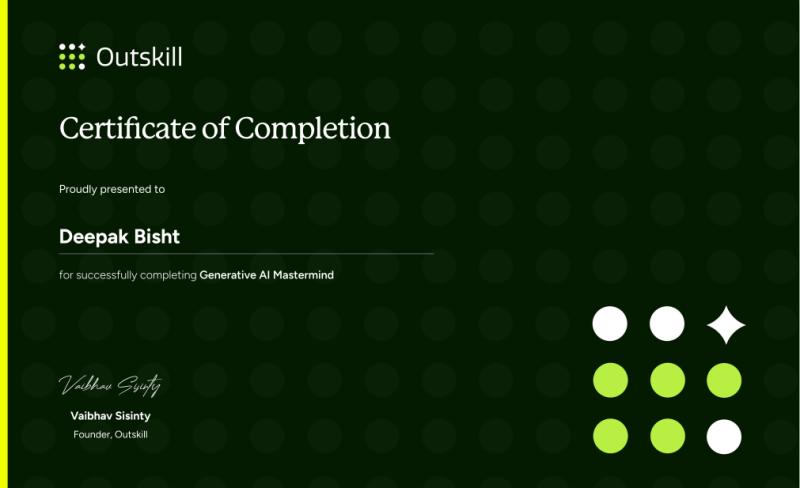 Outskill
Certificate of Completion
Proudly presented to
Deepak Bisht
for successfully completing Generative AI Mastermind
Vaibhav Sisinty
Vaibhav Sisinty
Founder, Outskill